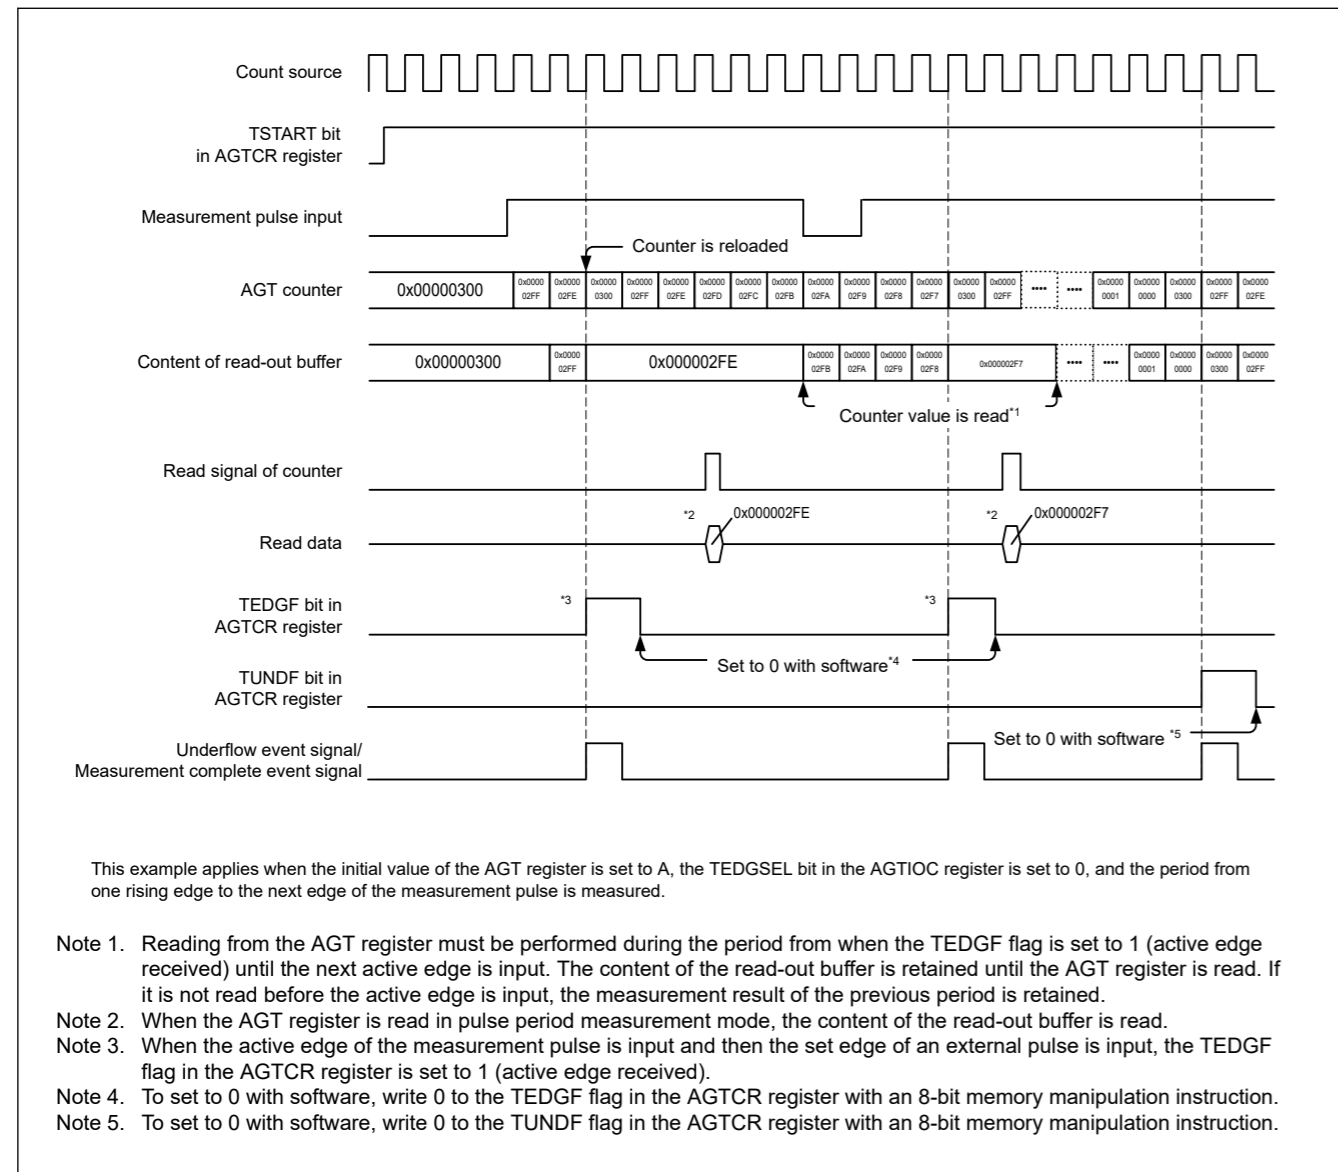 Count source
TSTART bit
in AGTCR register
Measurement pulse input
Counter is reloaded
AGT counter
0x00000300 0x0000 02FF 0x0000 02FE 0x0000 0300 0x0000 02FF 0x0000 02FE 0x0000 02FD 0x0000 02FC 0x0000 02FB 0x0000 02FA 0x0000 02F9 0x0000 02F8 0x0000 02F7 0x0000 0300 0x0000 02FF .... .... 0x0000 0001 0x0000 0000 0x0000 0300 0x0000 02FF 0x0000 02FE
Content of read-out buffer
0x00000300 0x0000 02FF 0x000002FE 0x0000 02FB 0x0000 02FA 0x0000 02F9 0x0000 02F8 0x000002F7 .... .... 0x0000 0001 0x0000 0000 0x0000 0300 0x0000 02FF
Counter value is read*1
Read signal of counter
*2 0x000002FE *2 0x000002F7
Read data
TEDGF bit in
AGTCR register
*3 *3
Set to 0 with software*4
TUNDF bit in
AGTCR register
Set to 0 with software *5
Underflow event signal/
Measurement complete event signal
This example applies when the initial value of the AGT register is set to A, the TEDGSEL bit in the AGTIOC register is set to 0, and the period from
one rising edge to the next edge of the measurement pulse is measured.
Note 1. Reading from the AGT register must be performed during the period from when the TEDGF flag is set to 1 (active edge
received) until the next active edge is input. The content of the read-out buffer is retained until the AGT register is read. If
it is not read before the active edge is input, the measurement result of the previous period is retained.
Note 2. When the AGT register is read in pulse period measurement mode, the content of the read-out buffer is read.
Note 3. When the active edge of the measurement pulse is input and then the set edge of an external pulse is input, the TEDGF
flag in the AGTCR register is set to 1 (active edge received).
Note 4. To set to 0 with software, write 0 to the TEDGF flag in the AGTCR register with an 8-bit memory manipulation instruction.
Note 5. To set to 0 with software, write 0 to the TUNDF flag in the AGTCR register with an 8-bit memory manipulation instruction.